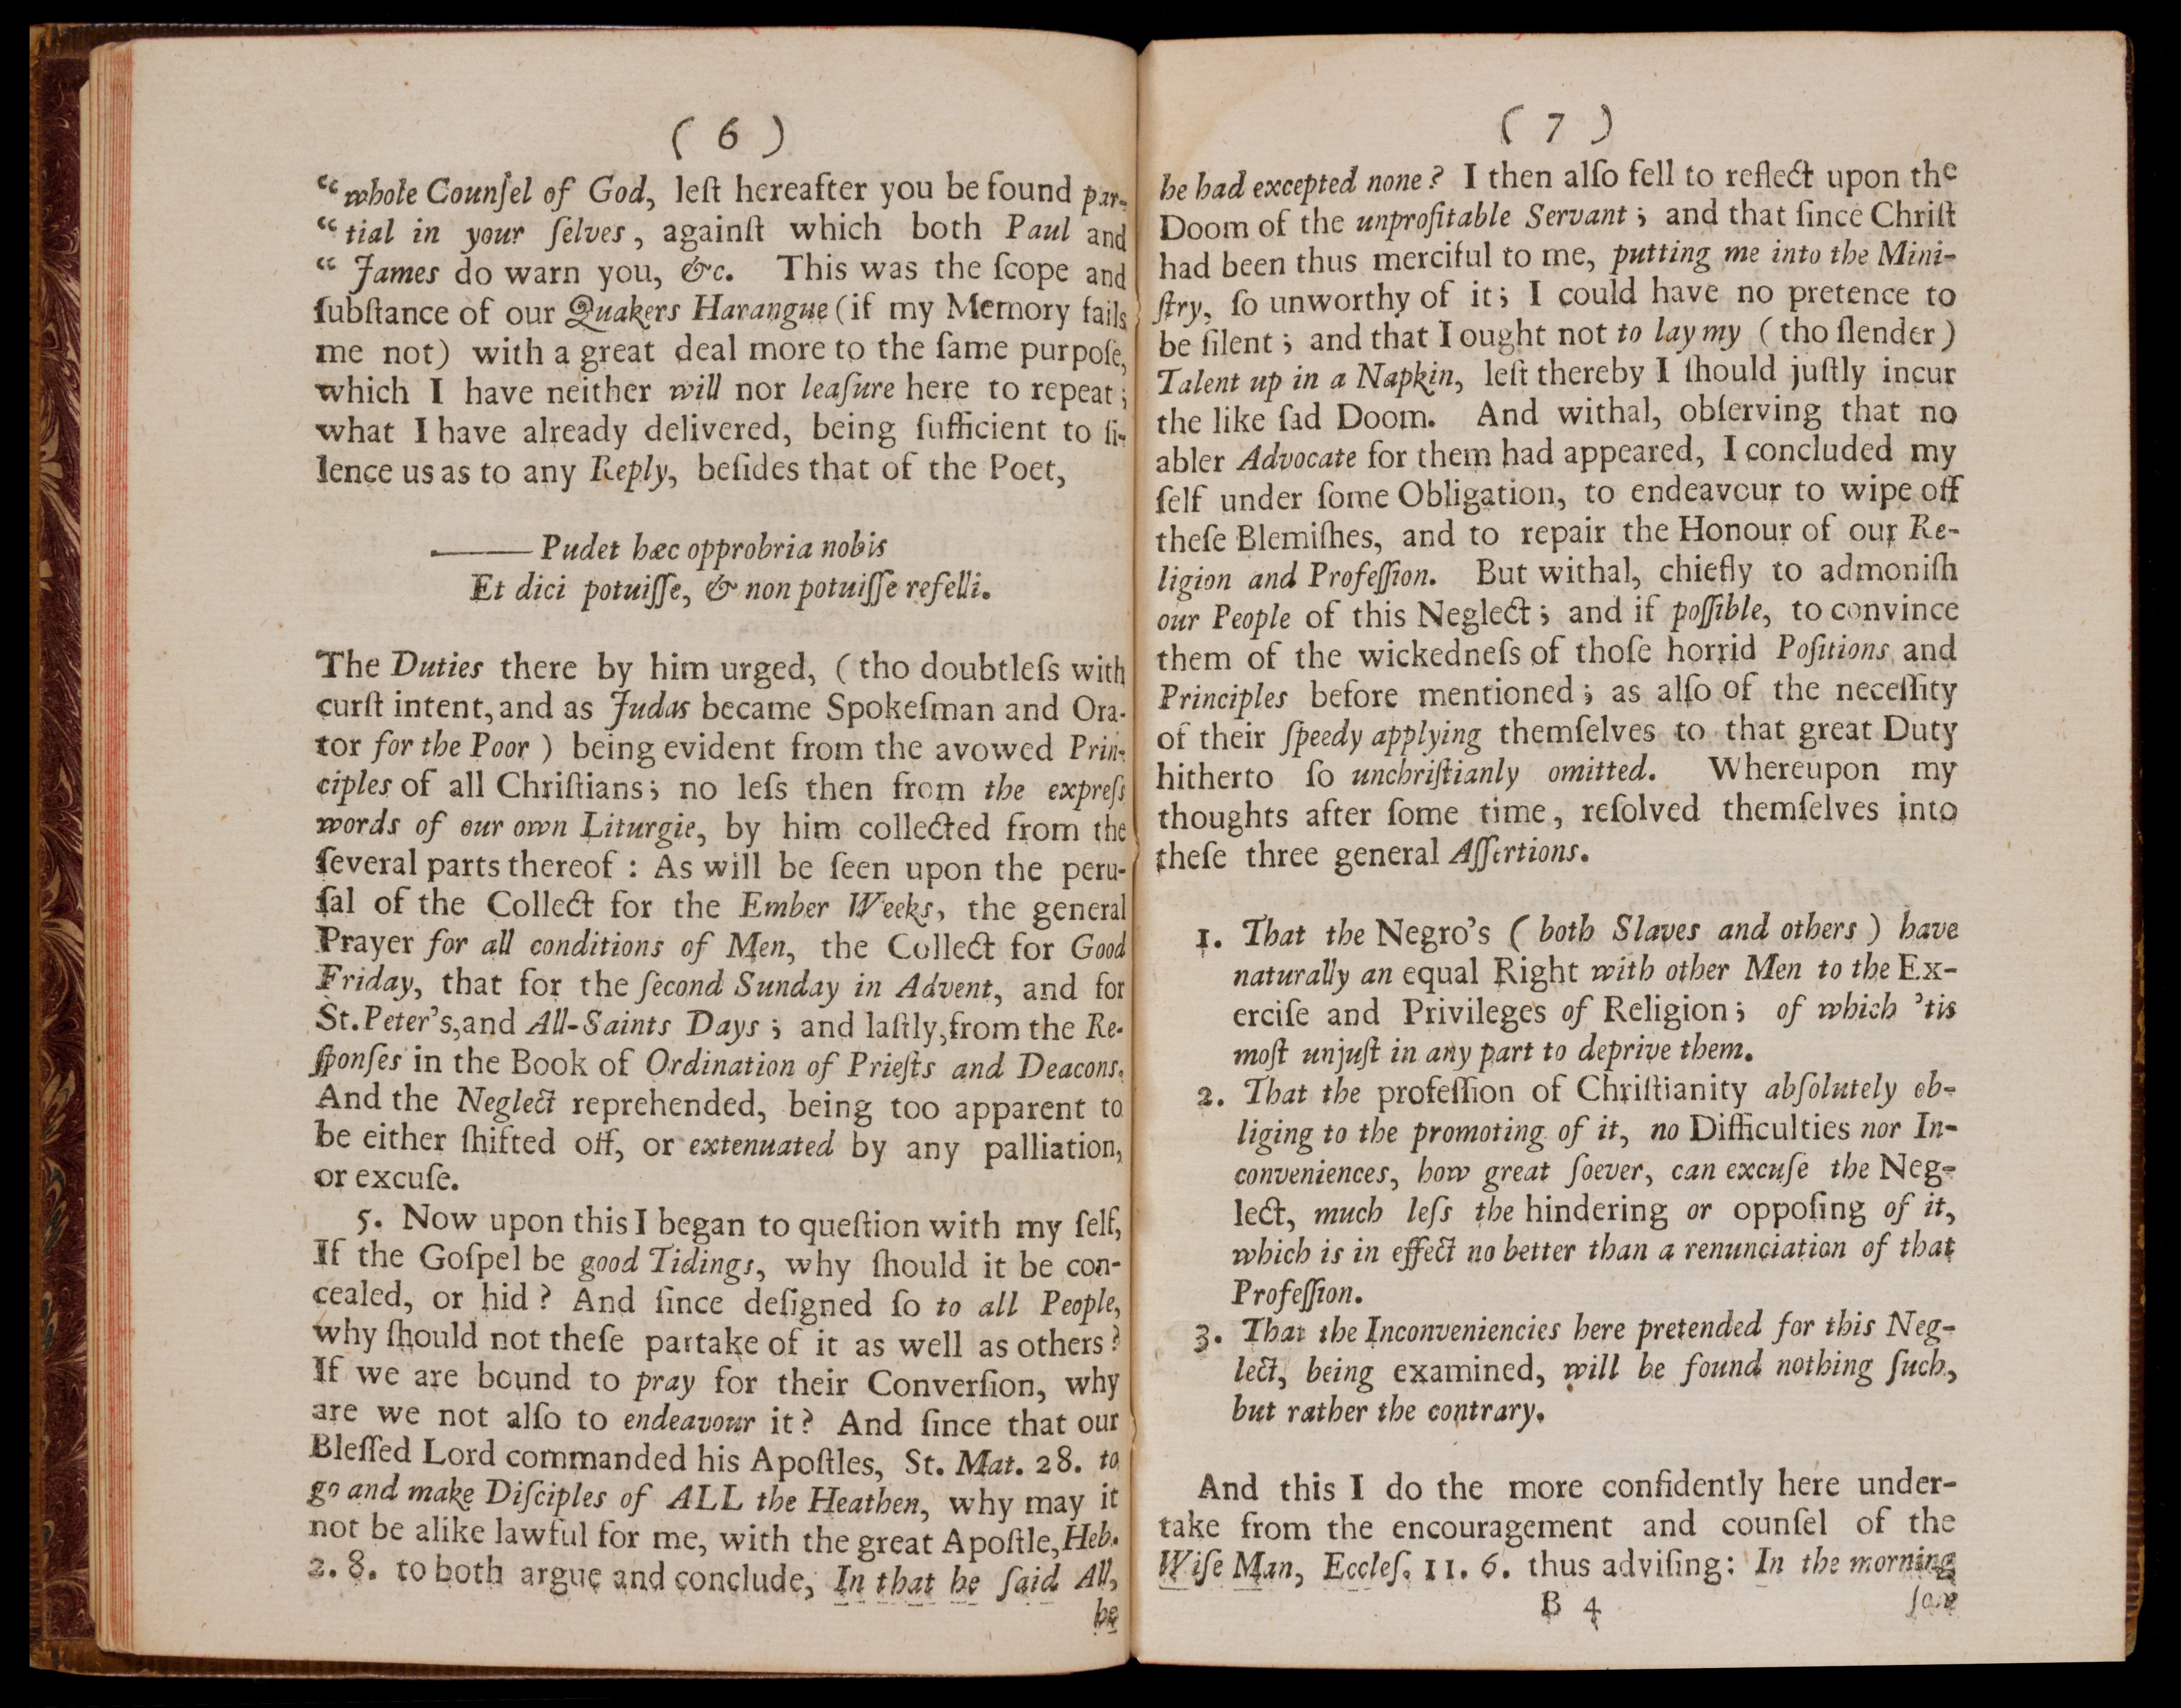 ( 6 )
“ whole Counſel of God, leſt hereafter you be found par-
“ tial in your ſelves, againſt which both Paul and
“ James do warn you, &c. This was the ſcope and
ſubſtance of our Quakers Harangue (if my Memory fails
me not) with a great deal more to the ſame purpoſe,
which I have neither will nor leaſure here to repeat;
what I have already delivered, being ſufficient to ſi-
lence us as to any Reply, beſides that of the Poet,
——— Pudet hæc opprobria nobis
Et dici potuiſſe, & non potuiſſe refelli.
The Duties there by him urged, (tho doubtleſs with
curſt intent, and as Judas became Spokeſman and Ora-
tor for the Poor) being evident from the avowed Prin-
ciples of all Chriſtians; no leſs then from the expreſs
words of our own Liturgie, by him collected from the
ſeveral parts thereof : As will be ſeen upon the peru-
ſal of the Collect for the Ember Weeks, the general
Prayer for all conditions of Men, the Collect for Good
Friday, that for the ſecond Sunday in Advent, and for
St. Peter's, and All-Saints Days; and laſtly, from the Re-
ſponſes in the Book of Ordination of Prieſts and Deacons.
And the Neglect reprehended, being too apparent to
be either ſhifted off, or extenuated by any palliation,
or excuſe.
5. Now upon this I began to queſtion with my ſelf,
If the Goſpel be good Tidings, why ſhould it be con-
cealed, or hid? And ſince deſigned ſo to all People,
why ſhould not theſe partake of it as well as others?
If we are bound to pray for their Converſion, why
are we not alſo to endeavour it? And ſince that our
Bleſſed Lord commanded his Apoſtles, St. Mat. 28. to
go and make Diſciples of ALL the Heathen, why may it
not be alike lawful for me, with the great Apoſtle, Heb.
2. 8. to both argue and conclude, In that he ſaid All,
he
( 7 )
he had excepted none? I then alſo fell to reflect upon the
Doom of the unprofitable Servant; and that ſince Chriſt
had been thus merciful to me, putting me into the Mini-
ſtry, ſo unworthy of it; I could have no pretence to
be ſilent; and that I ought not to lay my (tho ſlender)
Talent up in a Napkin, leſt thereby I ſhould juſtly incur
the like ſad Doom. And withal, obſerving that no
abler Advocate for them had appeared, I concluded my
ſelf under ſome Obligation, to endeavour to wipe off
theſe Blemiſhes, and to repair the Honour of our Re-
ligion and Profeſſion. But withal, chiefly to admoniſh
our People of this Neglect; and if poſſible, to convince
them of the wickedneſs of thoſe horrid Poſitions and
Principles before mentioned; as alſo of the neceſſity
of their ſpeedy applying themſelves to that great Duty
hitherto ſo unchriſtianly omitted. Whereupon my
thoughts after ſome time, reſolved themſelves into
theſe three general Aſſertions.
1. That the Negro's (both Slaves and others) have
naturally an equal Right with other Men to the Ex-
erciſe and Privileges of Religion; of which 'tis
moſt unjuſt in any part to deprive them.
2. That the profeſſion of Chriſtianity abſolutely ob-
liging to the promoting of it, no Difficulties nor In-
conveniences, how great ſoever, can excuſe the Neg-
lect, much leſs the hindering or oppoſing of it,
which is in effect no better than a renunciation of that
Profeſſion.
3. That the Inconveniencies here pretended for this Neg-
lect, being examined, will be found nothing ſuch,
but rather the contrary.
And this I do the more confidently here under-
take from the encouragement and counſel of the
Wiſe Man, Eccleſ. 11. 6. thus adviſing: In the morning
B 4
ſow